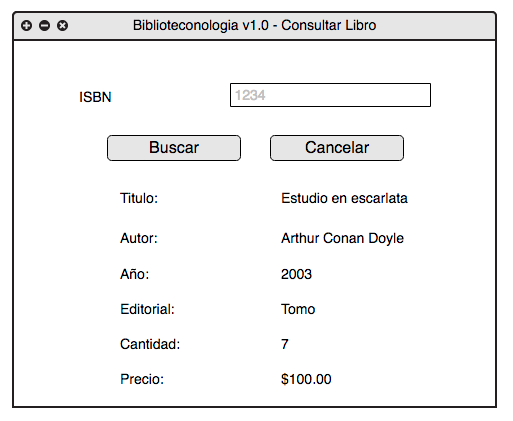 Biblioteconologia v1.0 - Consultar Libro
ISBN 1234
Buscar Cancelar
Titulo: Estudio en escarlata
Autor: Arthur Conan Doyle
Año: 2003
Editorial: Tomo
Cantidad: 7
Precio: $100.00